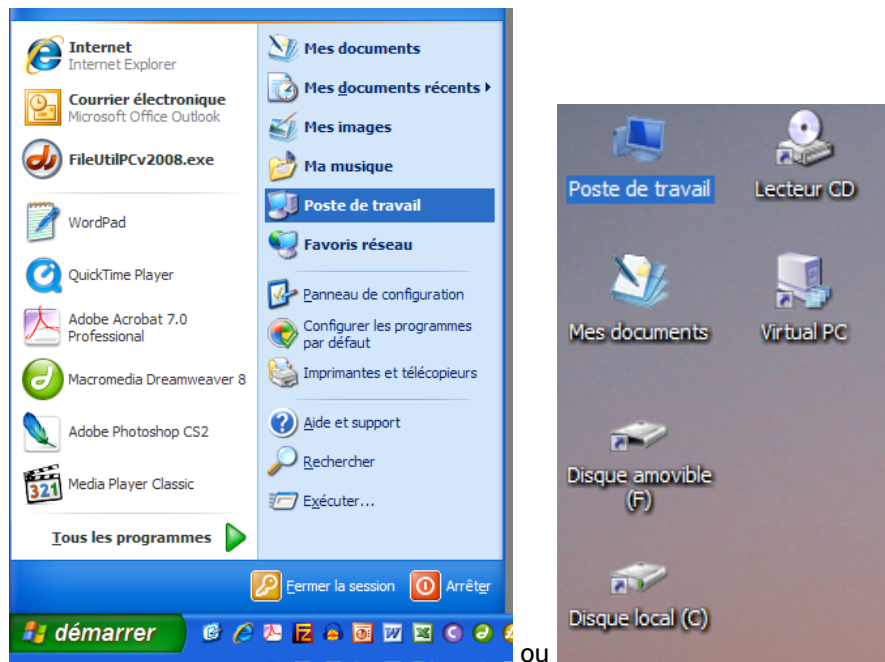 Internet
Internet Explorer
Courrier électronique
Microsoft Office Outlook
FileUtilPCv2008.exe
WordPad
QuickTime Player
Adobe Acrobat 7.0
Professional
Macromedia Dreamweaver 8
Adobe Photoshop CS2
Media Player Classic
321
Tous les programmes
Mes documents
Mes documents récents
Mes images
Ma musique
Poste de travail
Favoris réseau
Panneau de configuration
Configurer les programmes
par défaut
Imprimantes et télécopieurs
Aide et support
Rechercher
Exécuter...
Fermer la session
Arrêter
démarrer
ou
Poste de travail
Lecteur CD
Mes documents
Virtual PC
Disque amovible
(F)
Disque local (C)